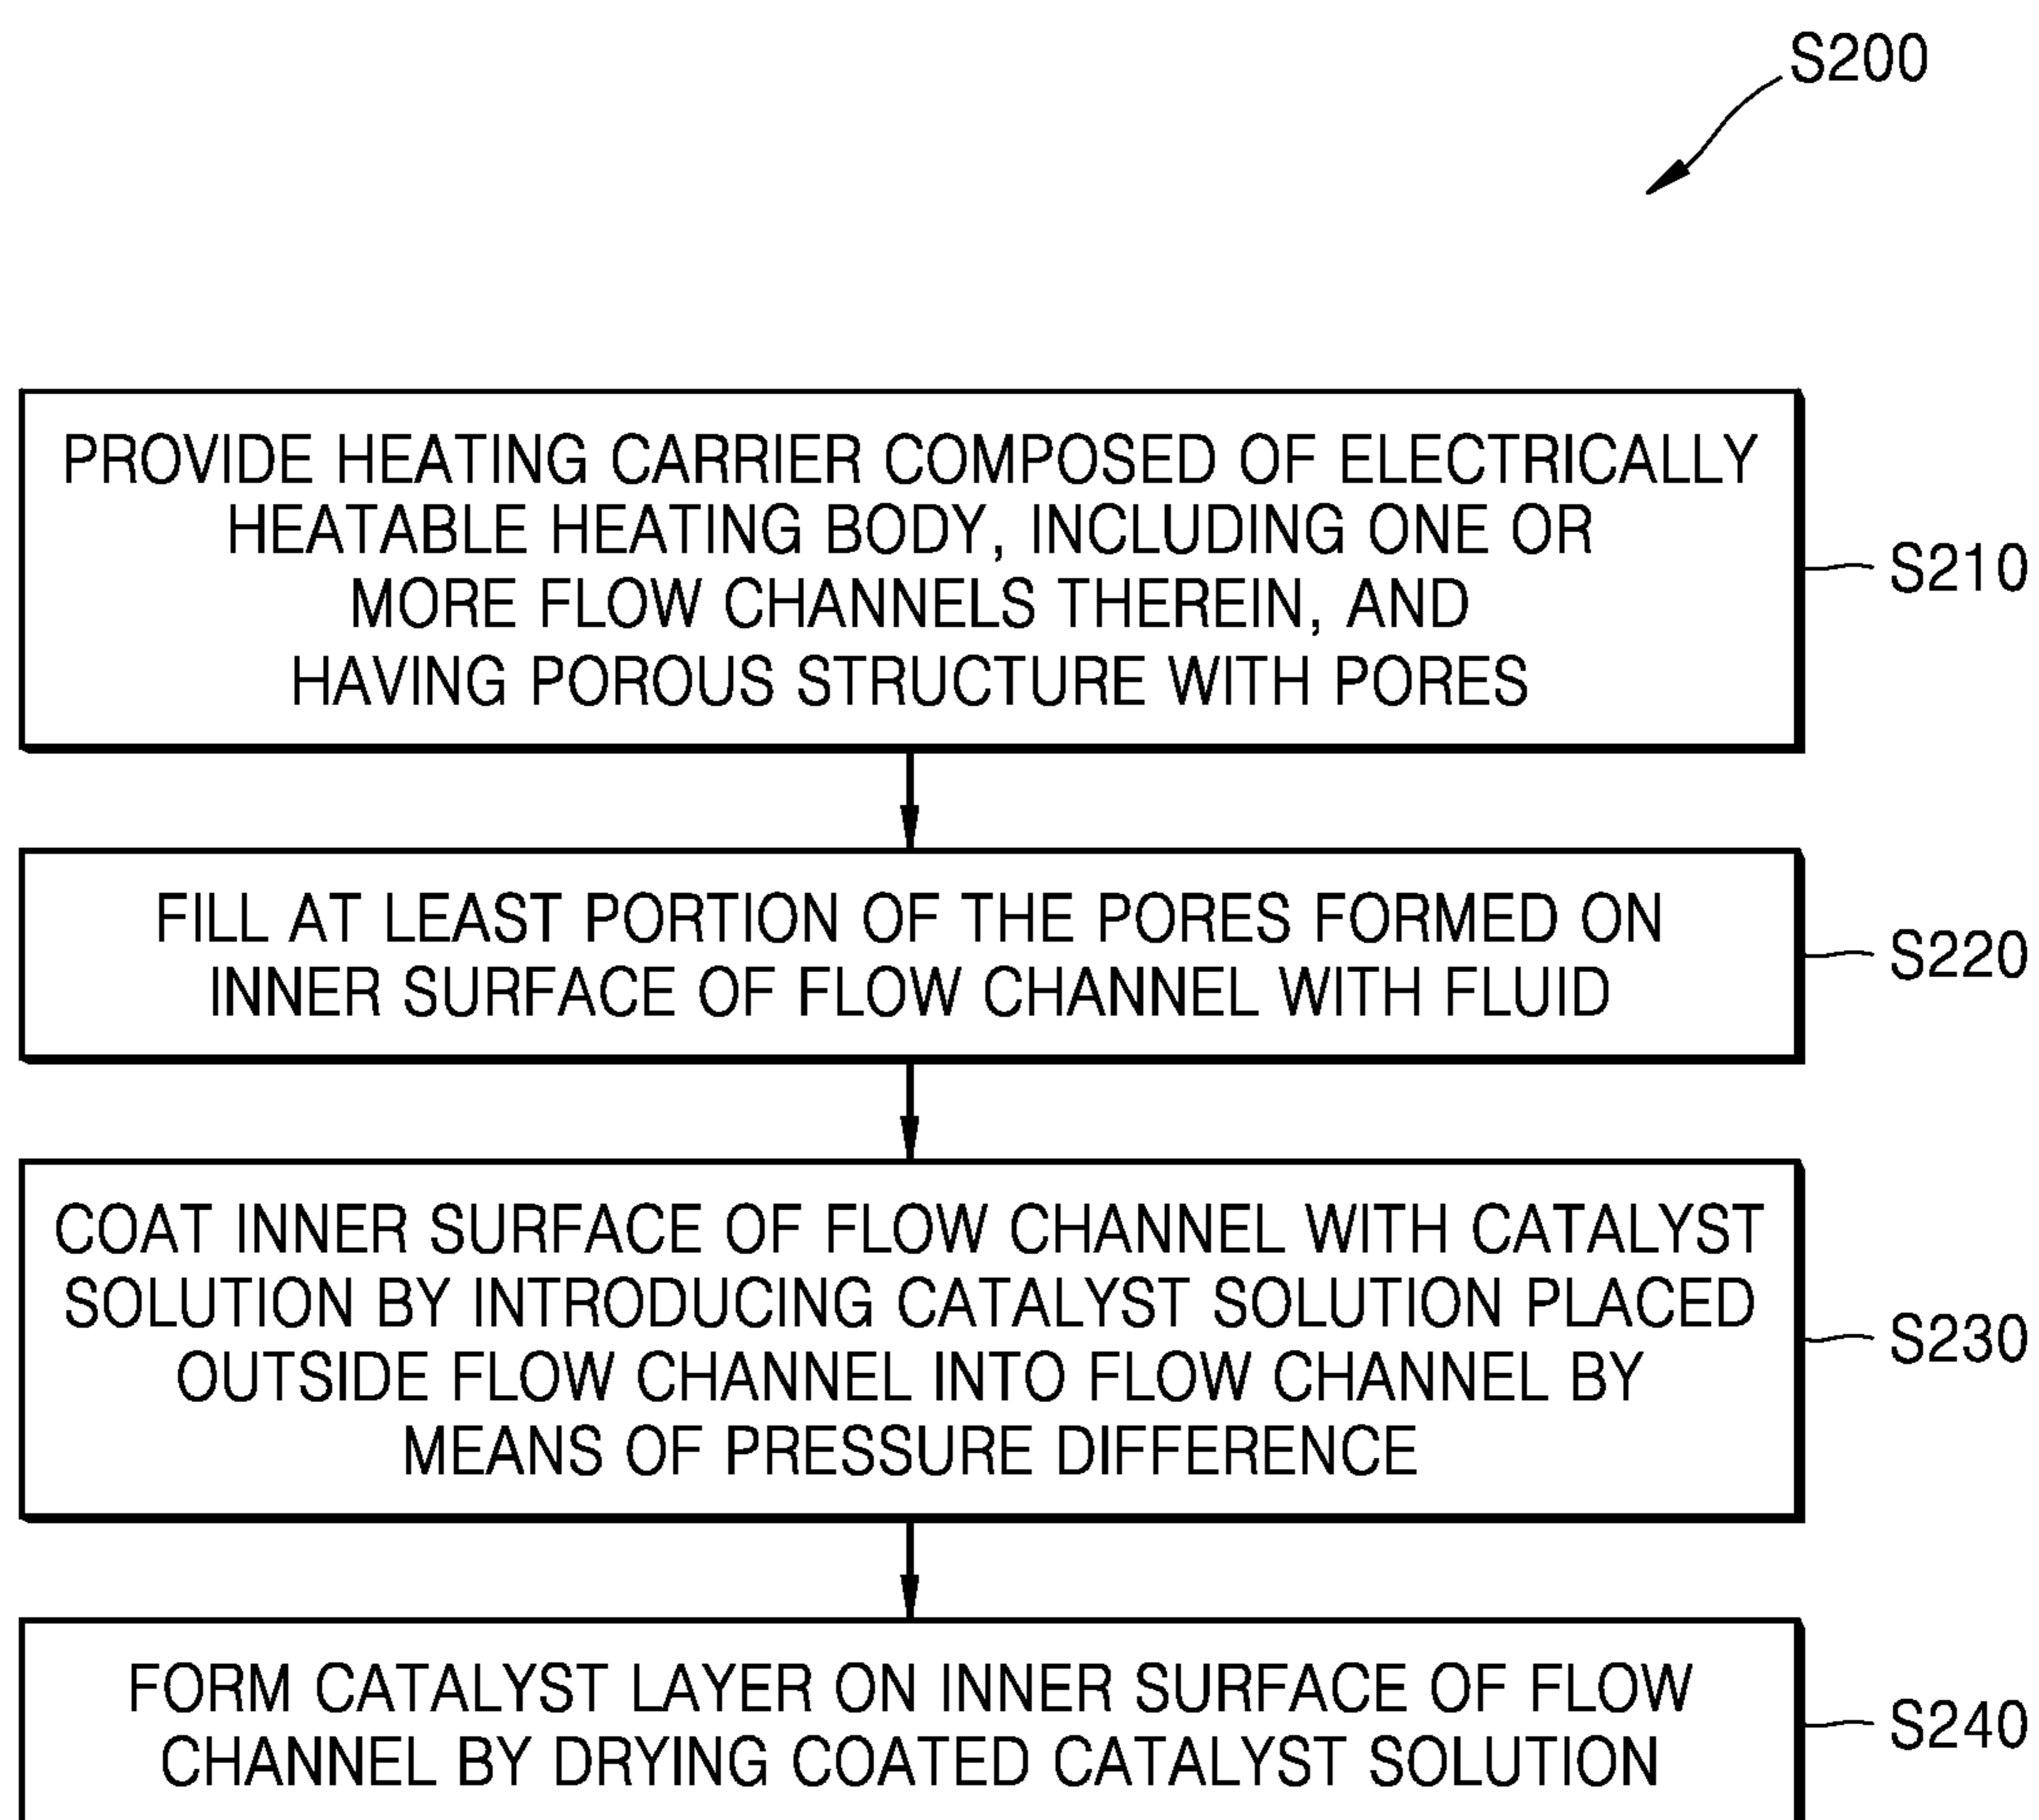 S200
PROVIDE HEATING CARRIER COMPOSED OF ELECTRICALLY
HEATABLE HEATING BODY, INCLUDING ONE OR
MORE FLOW CHANNELS THEREIN, AND
HAVING POROUS STRUCTURE WITH PORES
S210
FILL AT LEAST PORTION OF THE PORES FORMED ON
INNER SURFACE OF FLOW CHANNEL WITH FLUID
S220
COAT INNER SURFACE OF FLOW CHANNEL WITH CATALYST
SOLUTION BY INTRODUCING CATALYST SOLUTION PLACED
OUTSIDE FLOW CHANNEL INTO FLOW CHANNEL BY
MEANS OF PRESSURE DIFFERENCE
S230
FORM CATALYST LAYER ON INNER SURFACE OF FLOW
CHANNEL BY DRYING COATED CATALYST SOLUTION
S240